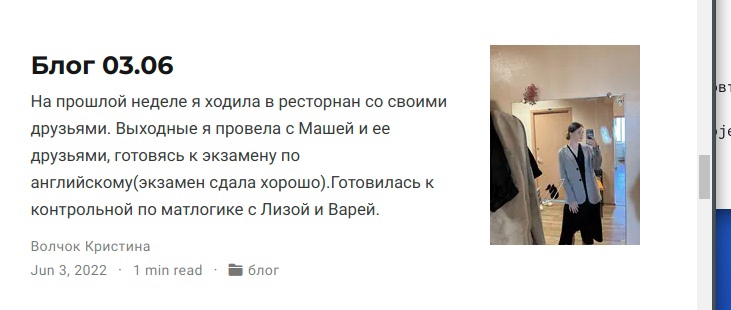 Блог 03.06
На прошлой неделе я ходила в ресторнан со своими
друзьями. Выходные я провела с Машей и ее
друзьями, готовясь к экзамену по
английскому(экзамен сдала хорошо).Готовилась к
контрольной по матлогике с Лизой и Варей.
Волчок Кристина
Jun 3, 2022 · 1 min read · блог